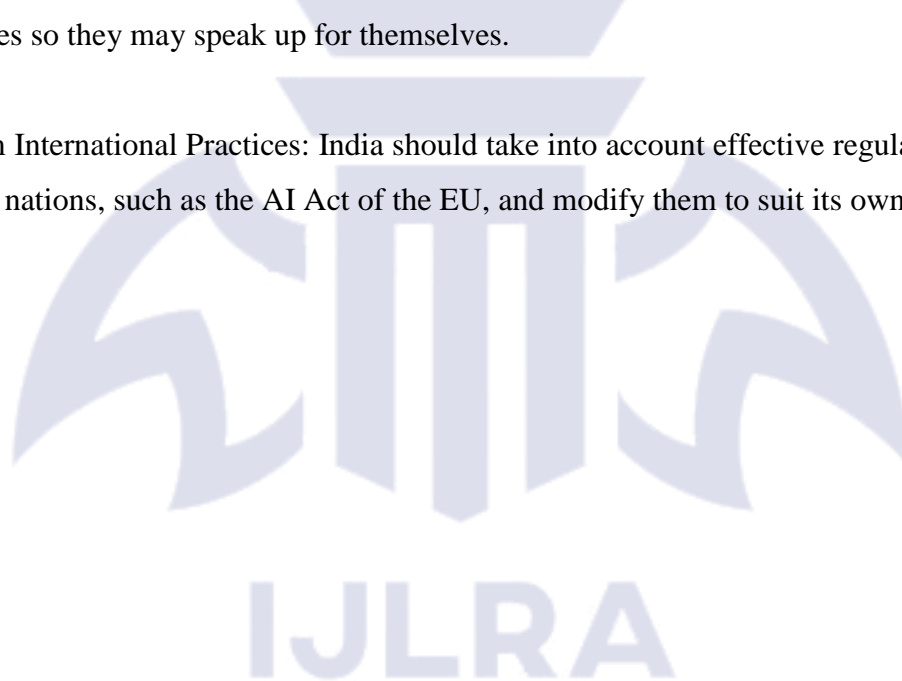 es so they may speak up for themselves.
n International Practices: India should take into account effective regula
nations, such as the AI Act of the EU, and modify them to suit its own
IJLRA